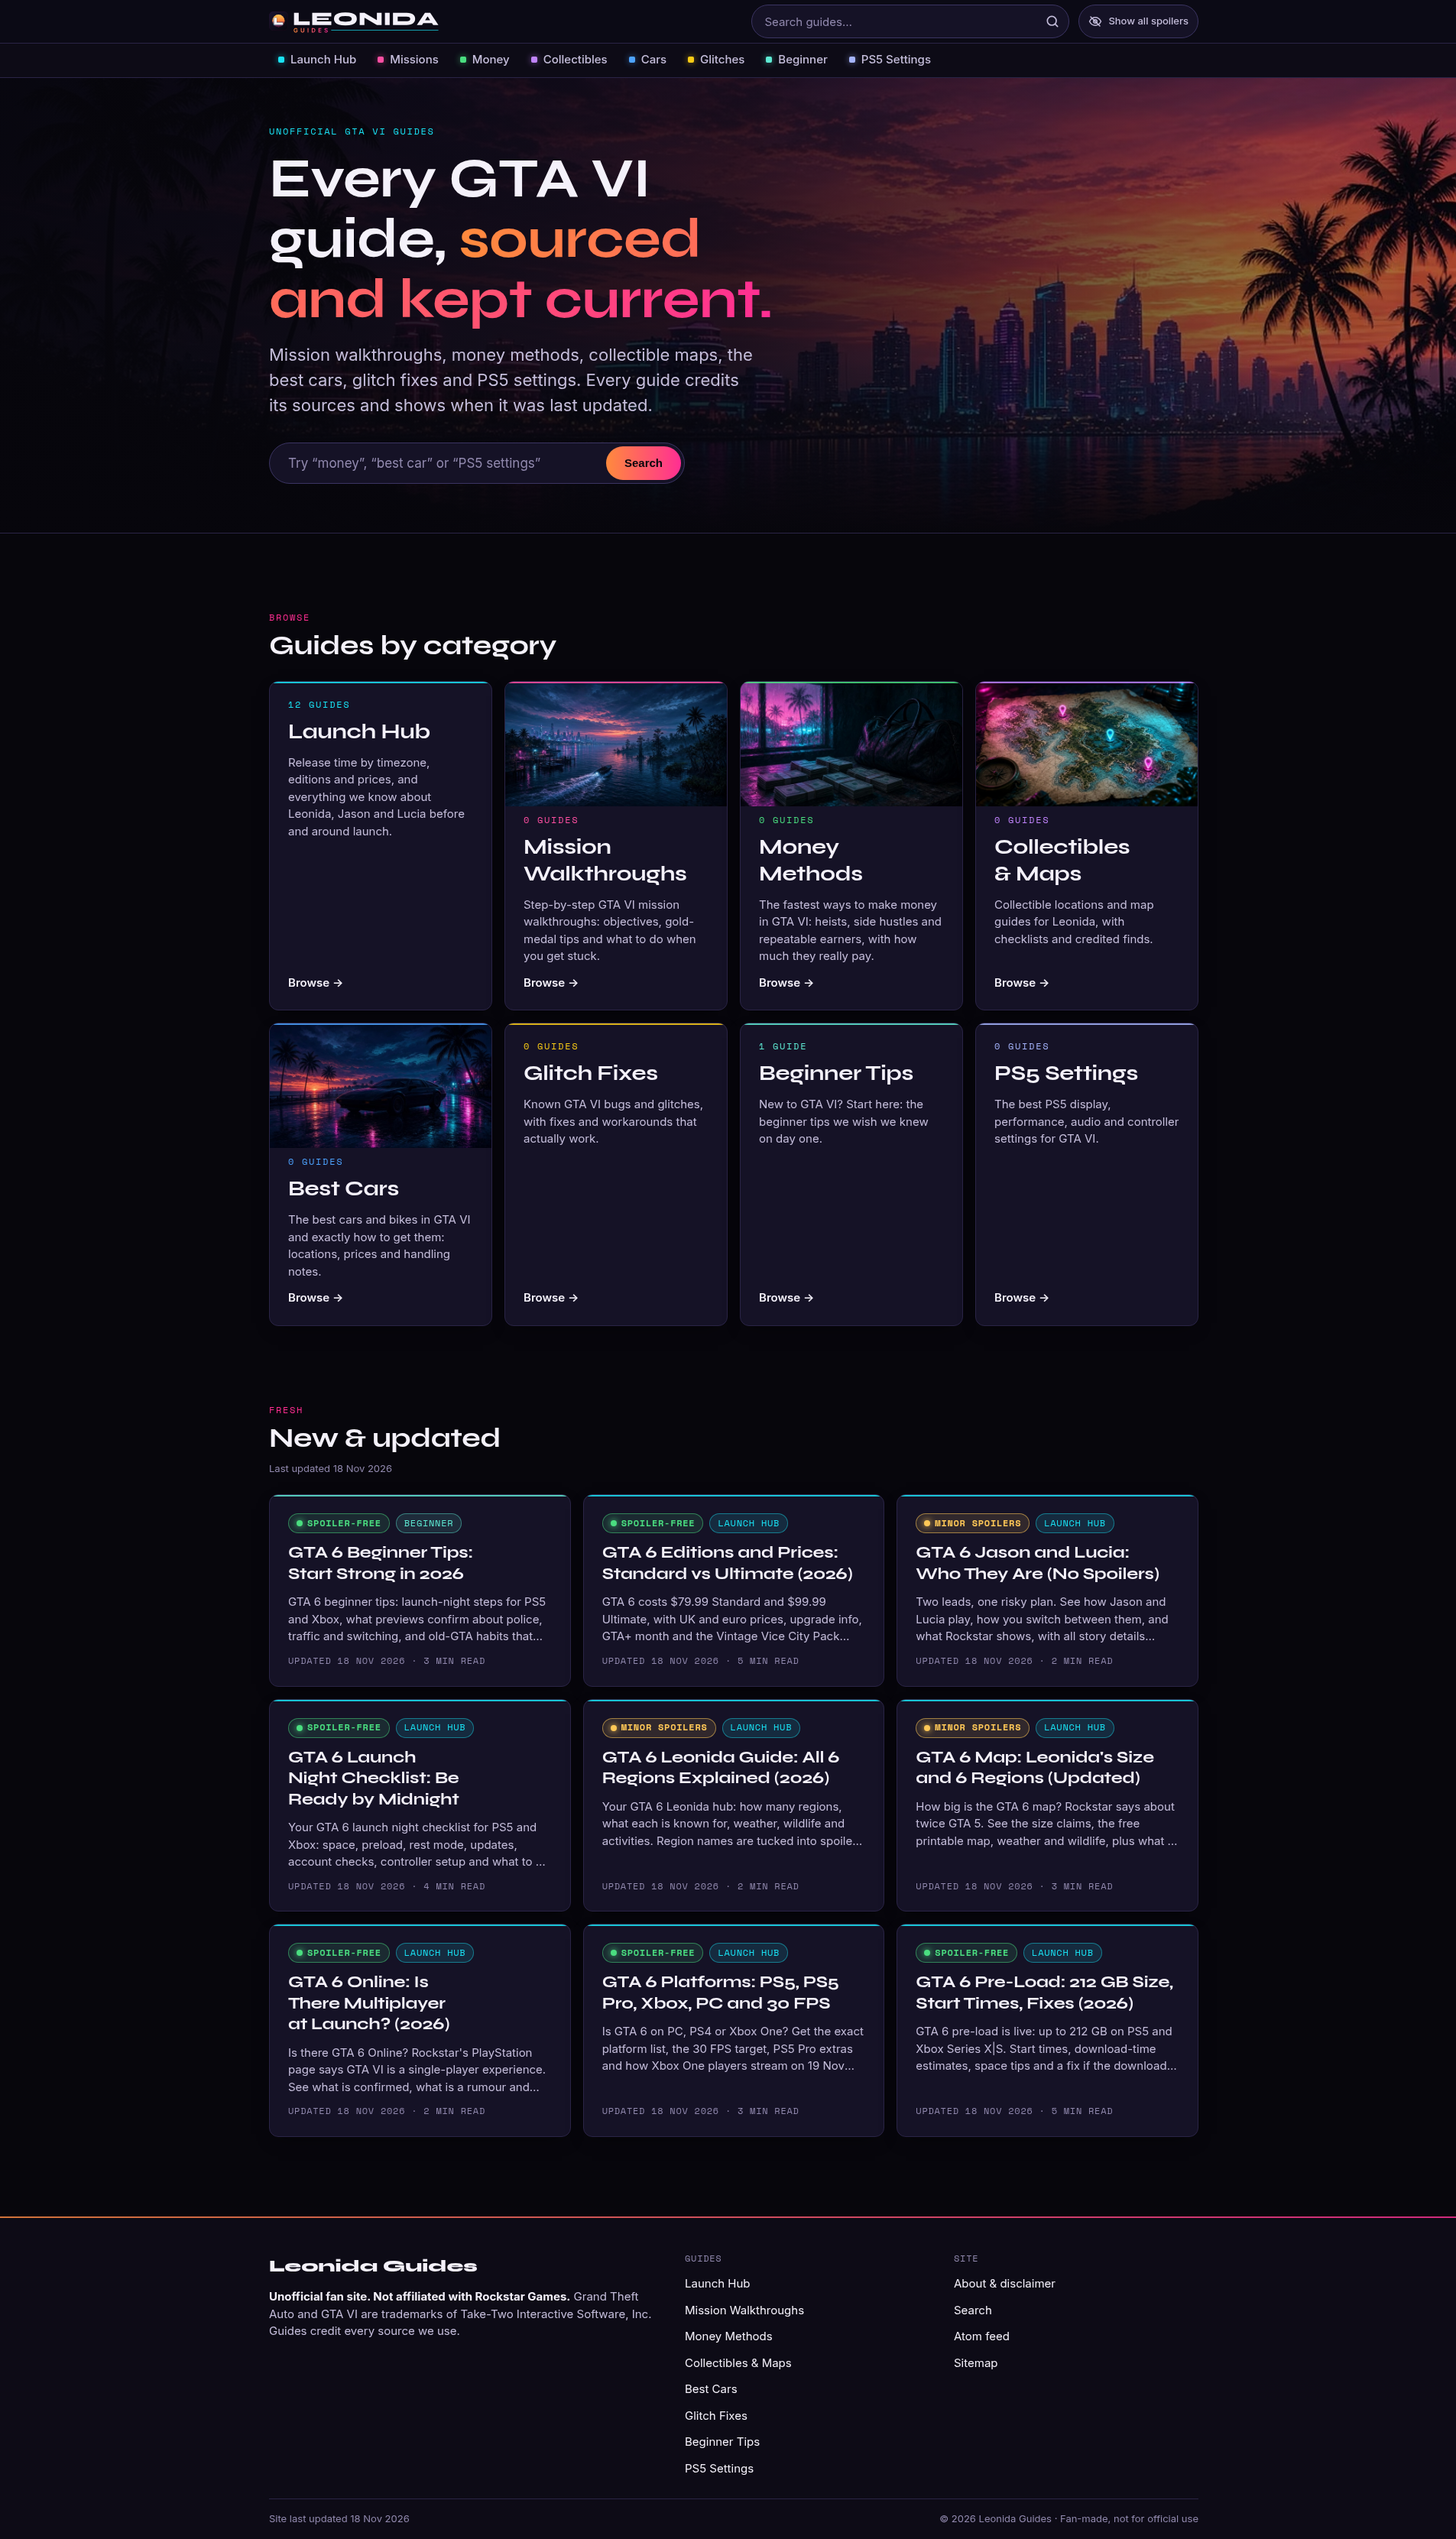 LEONIDA
GUIDES
Search guides...
Show all spoilers
Launch Hub
Missions
Money
Collectibles
Cars
Glitches
Beginner
PS5 Settings
UNOFFICIAL GTA VI GUIDES
Every GTA VI
guide, sourced
and kept current.
Mission walkthroughs, money methods, collectible maps, the
best cars, glitch fixes and PS5 settings. Every guide credits
its sources and shows when it was last updated.
Try “money”, “best car” or “PS5 settings”
Search
BROWSE
Guides by category
12 GUIDES
Launch Hub
Release time by timezone,
editions and prices, and
everything we know about
Leonida, Jason and Lucia before
and around launch.
Browse →
0 GUIDES
Mission
Walkthroughs
Step-by-step GTA VI mission
walkthroughs: objectives, gold-
medal tips and what to do when
you get stuck.
Browse →
0 GUIDES
Money
Methods
The fastest ways to make money
in GTA VI: heists, side hustles and
repeatable earners, with how
much they really pay.
Browse →
0 GUIDES
Collectibles
& Maps
Collectible locations and map
guides for Leonida, with
checklists and credited finds.
Browse →
0 GUIDES
Best Cars
The best cars and bikes in GTA VI
and exactly how to get them:
locations, prices and handling
notes.
Browse →
0 GUIDES
Glitch Fixes
Known GTA VI bugs and glitches,
with fixes and workarounds that
actually work.
Browse →
1 GUIDE
Beginner Tips
New to GTA VI? Start here: the
beginner tips we wish we knew
on day one.
Browse →
0 GUIDES
PS5 Settings
The best PS5 display,
performance, audio and controller
settings for GTA VI.
Browse →
FRESH
New & updated
Last updated 18 Nov 2026
SPOILER-FREE
BEGINNER
GTA 6 Beginner Tips:
Start Strong in 2026
GTA 6 beginner tips: launch-night steps for PS5
and Xbox, what previews confirm about police,
traffic and switching, and old-GTA habits that...
UPDATED 18 NOV 2026 · 3 MIN READ
SPOILER-FREE
LAUNCH HUB
GTA 6 Editions and Prices:
Standard vs Ultimate (2026)
GTA 6 costs $79.99 Standard and $99.99
Ultimate, with UK and euro prices, upgrade info,
GTA+ month and the Vintage Vice City Pack...
UPDATED 18 NOV 2026 · 5 MIN READ
MINOR SPOILERS
LAUNCH HUB
GTA 6 Jason and Lucia:
Who They Are (No Spoilers)
Two leads, one risky plan. See how Jason and
Lucia play, how you switch between them, and
what Rockstar shows, with all story details...
UPDATED 18 NOV 2026 · 2 MIN READ
SPOILER-FREE
LAUNCH HUB
GTA 6 Launch
Night Checklist: Be
Ready by Midnight
Your GTA 6 launch night checklist for PS5 and
Xbox: space, preload, rest mode, updates,
account checks, controller setup and what to ...
UPDATED 18 NOV 2026 · 4 MIN READ
MINOR SPOILERS
LAUNCH HUB
GTA 6 Leonida Guide: All 6
Regions Explained (2026)
Your GTA 6 Leonida hub: how many regions,
what each is known for, weather, wildlife and
activities. Region names are tucked into spoile...
UPDATED 18 NOV 2026 · 2 MIN READ
MINOR SPOILERS
LAUNCH HUB
GTA 6 Map: Leonida's Size
and 6 Regions (Updated)
How big is the GTA 6 map? Rockstar says about
twice GTA 5. See the size claims, the free
printable map, weather and wildlife, plus what ...
UPDATED 18 NOV 2026 · 3 MIN READ
SPOILER-FREE
LAUNCH HUB
GTA 6 Online: Is
There Multiplayer
at Launch? (2026)
Is there GTA 6 Online? Rockstar's PlayStation
page says GTA VI is a single-player experience.
See what is confirmed, what is a rumour and...
UPDATED 18 NOV 2026 · 2 MIN READ
SPOILER-FREE
LAUNCH HUB
GTA 6 Platforms: PS5, PS5
Pro, Xbox, PC and 30 FPS
Is GTA 6 on PC, PS4 or Xbox One? Get the exact
platform list, the 30 FPS target, PS5 Pro extras
and how Xbox One players stream on 19 Nov...
UPDATED 18 NOV 2026 · 3 MIN READ
SPOILER-FREE
LAUNCH HUB
GTA 6 Pre-Load: 212 GB Size,
Start Times, Fixes (2026)
GTA 6 pre-load is live: up to 212 GB on PS5 and
Xbox Series X|S. Start times, download-time
estimates, space tips and a fix if the download...
UPDATED 18 NOV 2026 · 5 MIN READ
Leonida Guides
Unofficial fan site. Not affiliated with Rockstar Games. Grand Theft
Auto and GTA VI are trademarks of Take-Two Interactive Software, Inc.
Guides credit every source we use.
GUIDES
Launch Hub
Mission Walkthroughs
Money Methods
Collectibles & Maps
Best Cars
Glitch Fixes
Beginner Tips
PS5 Settings
SITE
About & disclaimer
Search
Atom feed
Sitemap
Site last updated 18 Nov 2026
© 2026 Leonida Guides · Fan-made, not for official use